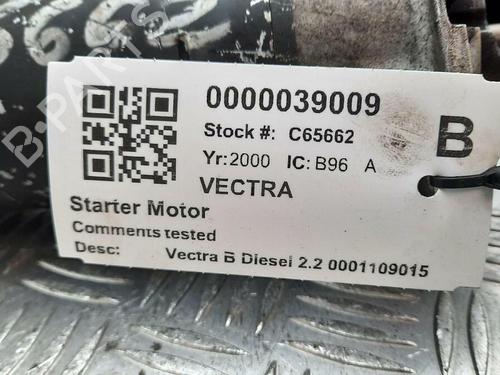 0000039009
Stock #: C65662
B
Yr:2000 IC: B96 A
VECTRA
Starter Motor
Comments tested
Desc: Vectra B Diesel 2.2 0001109015
B-PARTS